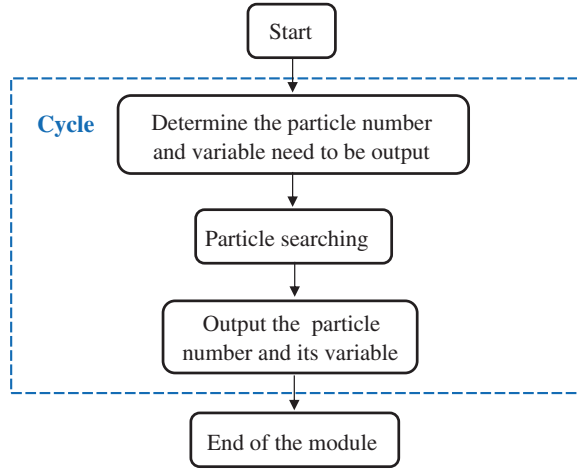 Start
Cycle
Determine the particle number
and variable need to be output
Particle searching
Output the particle
number and its variable
End of the module